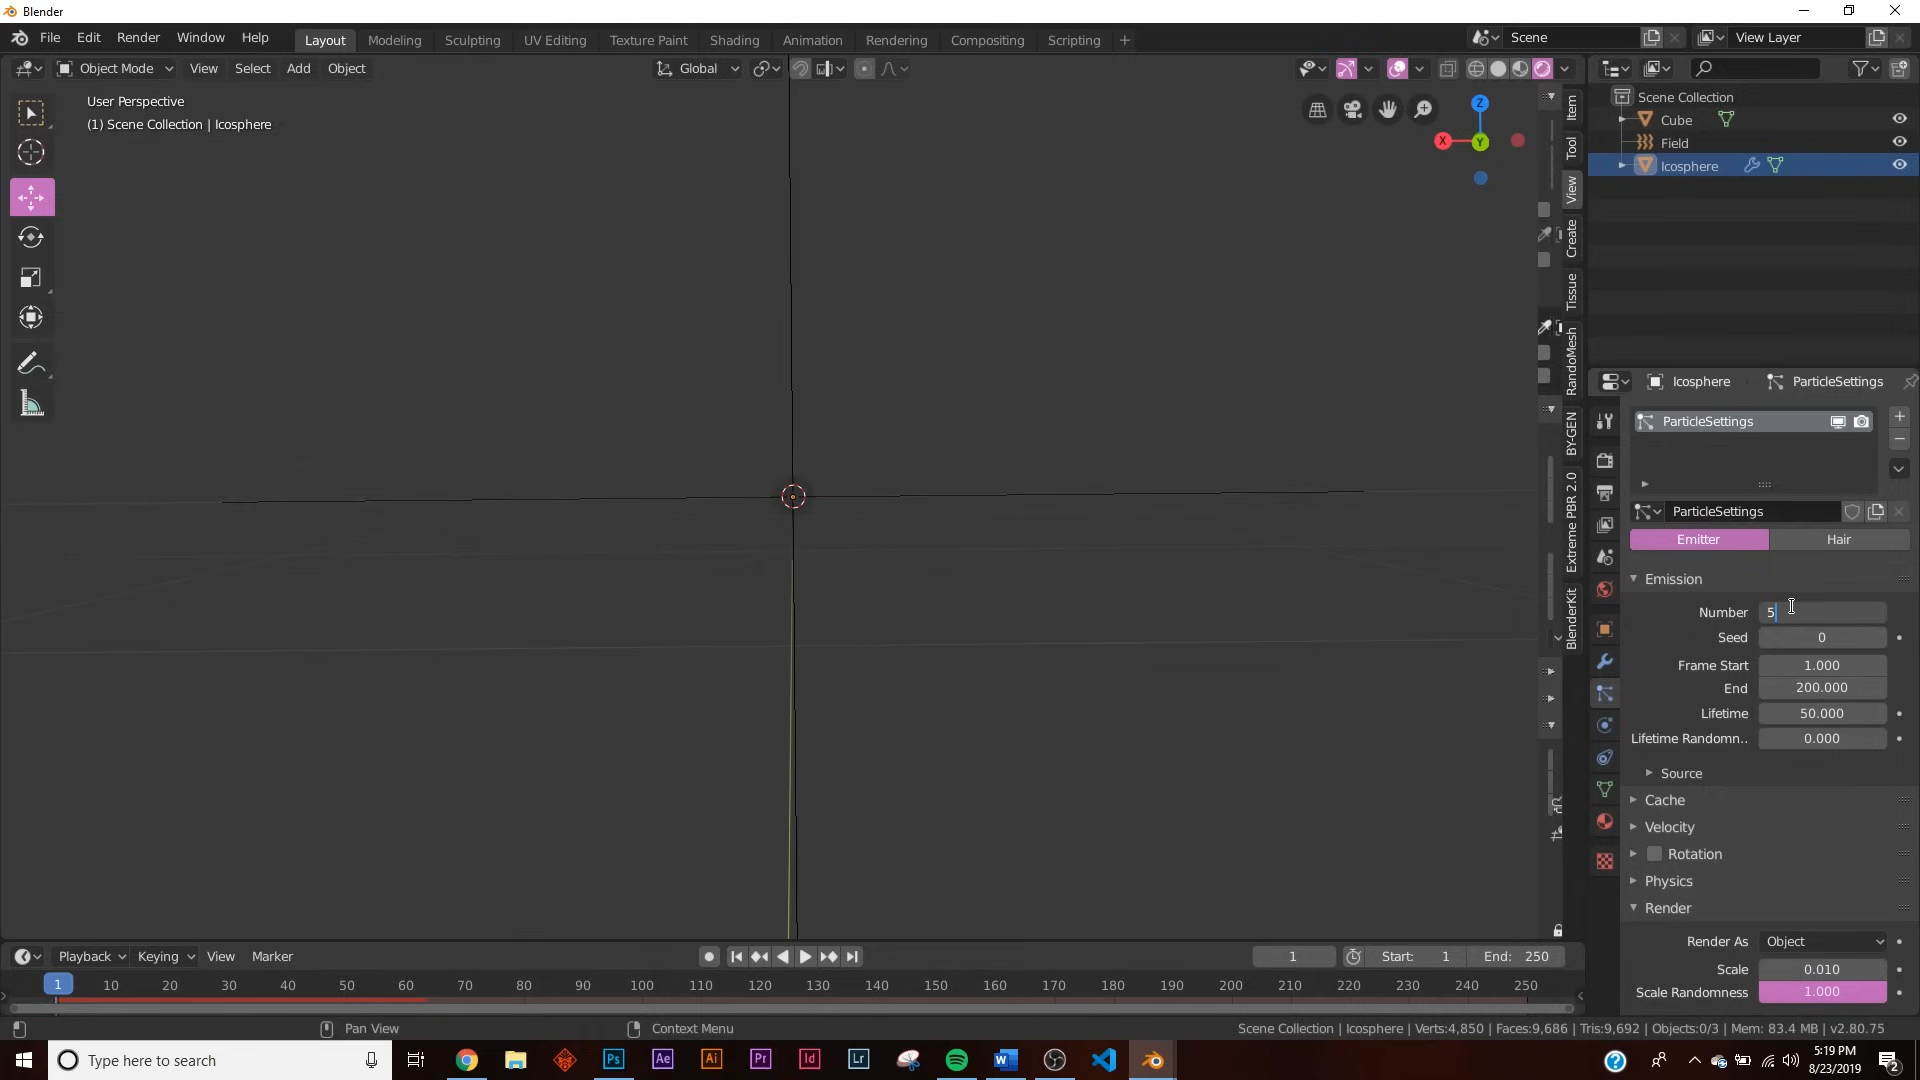 Blender
File Edit Render Window Help Layout Modeling Sculpting UV Editing Texture Paint Shading Animation Rendering Compositing Scripting + Scene View Layer
Object Mode View Select Add Object Global
User Perspective
(1) Scene Collection | Icosphere
Z
X
Y
Item
Tool
View
Create
Tissue
RandoMesh
BY-GEN
Extreme PBR 2.0
BlenderKit
Scene Collection
Cube
Field
Icosphere
Icosphere ParticleSettings
ParticleSettings
ParticleSettings
Emitter Hair
Emission
Number 5
Seed 0
Frame Start 1.000
End 200.000
Lifetime 50.000
Lifetime Randomn.. 0.000
Source
Cache
Velocity
Rotation
Physics
Render
Render As Object
Scale 0.010
Scale Randomness 1.000
Playback Keying View Marker 1 Start: 1 End: 250
1 10 20 30 40 50 60 70 80 90 100 110 120 130 140 150 160 170 180 190 200 210 220 230 240 250
Pan View Context Menu Scene Collection | Icosphere | Verts:4,850 | Faces:9,686 | Tris:9,692 | Objects:0/3 | Mem: 83.4 MB | v2.80.75
Type here to search Ps Ae Ai Pr Id Lr W 5:19 PM
8/23/2019 2